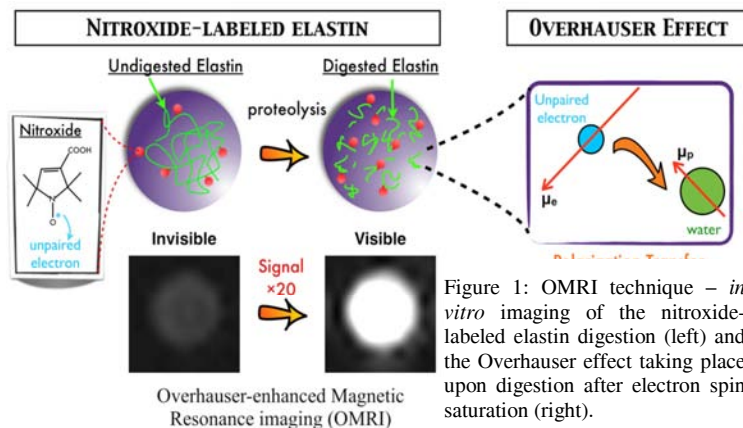 NITROXIDE-LABELED ELASTIN
OVERHAUSER EFFECT
Undigested Elastin
Digested Elastin
proteolysis
Nitroxide
COOH
N
O
unpaired
electron
Unpaired
electron
μe
μp
water
Invisible
Visible
Signal
×20
Overhauser-enhanced Magnetic
Resonance imaging (OMRI)
Figure 1: OMRI technique – in
vitro imaging of the nitroxide-
labeled elastin digestion (left) and
the Overhauser effect taking place
upon digestion after electron spin
saturation (right).